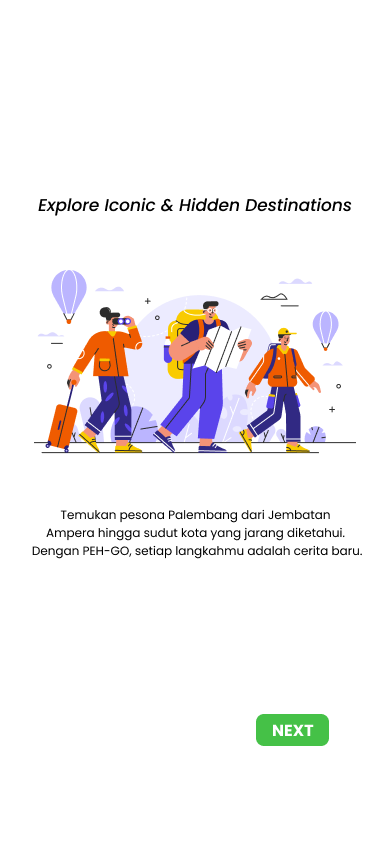 Explore Iconic & Hidden Destinations
Temukan pesona Palembang dari Jembatan
Ampera hingga sudut kota yang jarang diketahui.
Dengan PEH-GO, setiap langkahmu adalah cerita baru.
NEXT